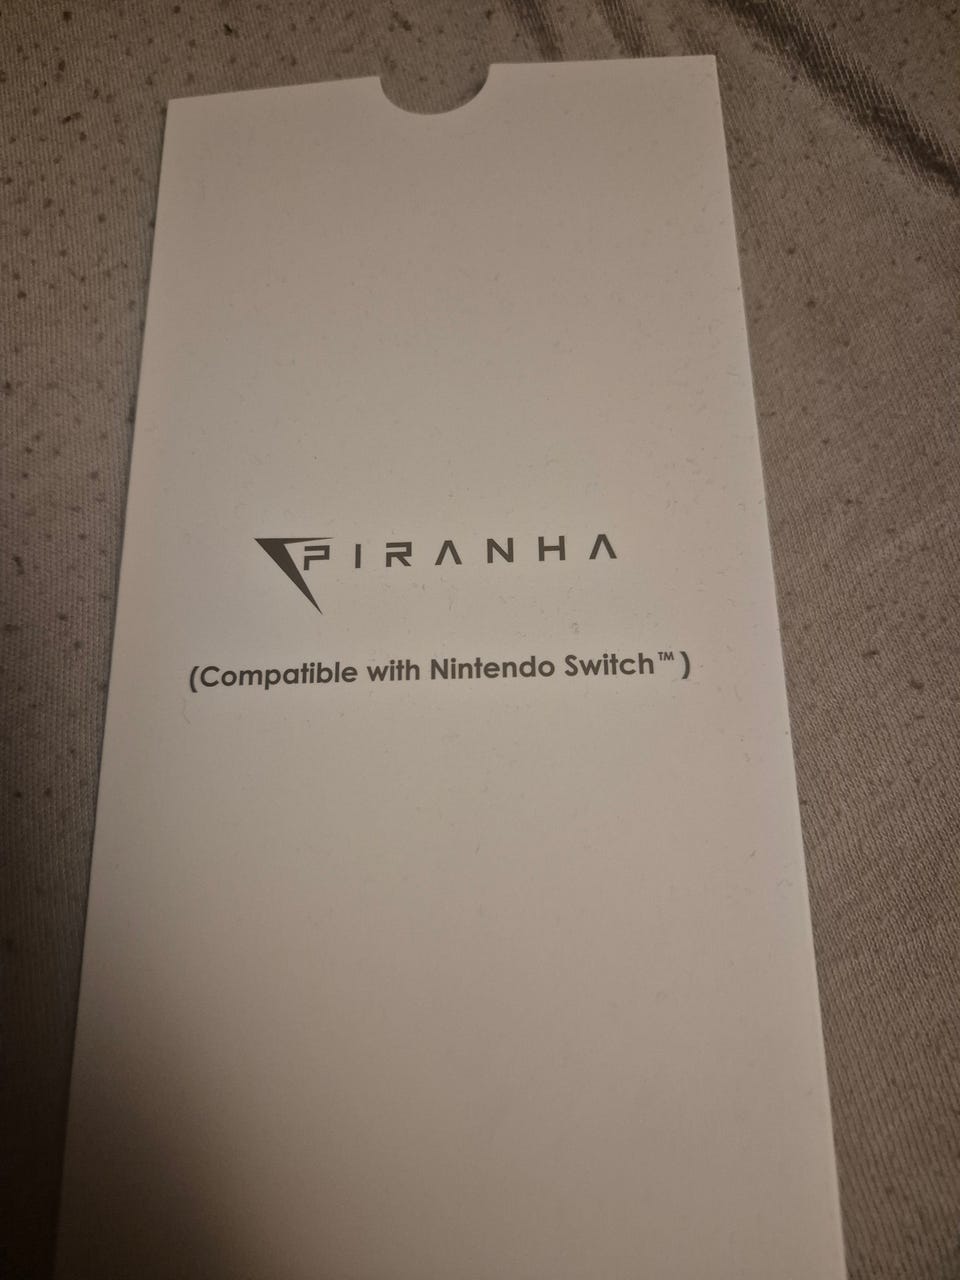 PIRANHA
(Compatible with Nintendo Switch™)